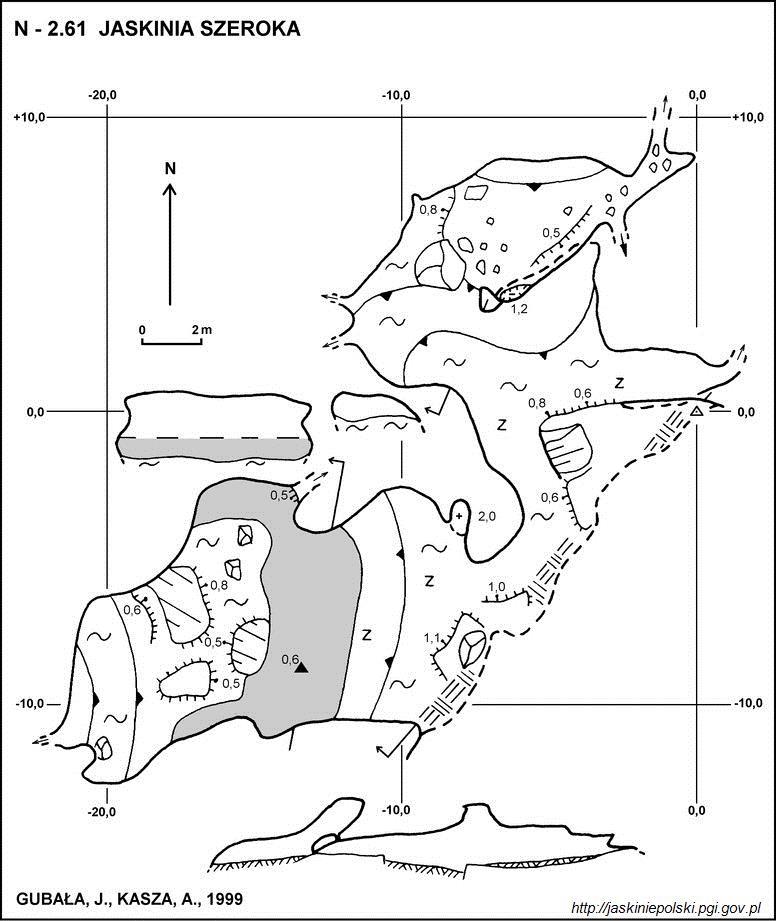 N - 2.61 JASKINIA SZEROKA
-20,0 -10,0 0,0
+10,0 +10,0
N
0,8
0,5
1,2
0 2 m
0,8 0,6 Z
0,0 0,0
Z
0,5
0,6
2,0
Z
0,8
1,0
0,6
Z
0,5 1,1
0,6
0,5
-10,0 -10,0
-20,0 -10,0 0,0
GUBAŁA, J., KASZA, A., 1999
http://jaskiniepolski.pgi.gov.pl